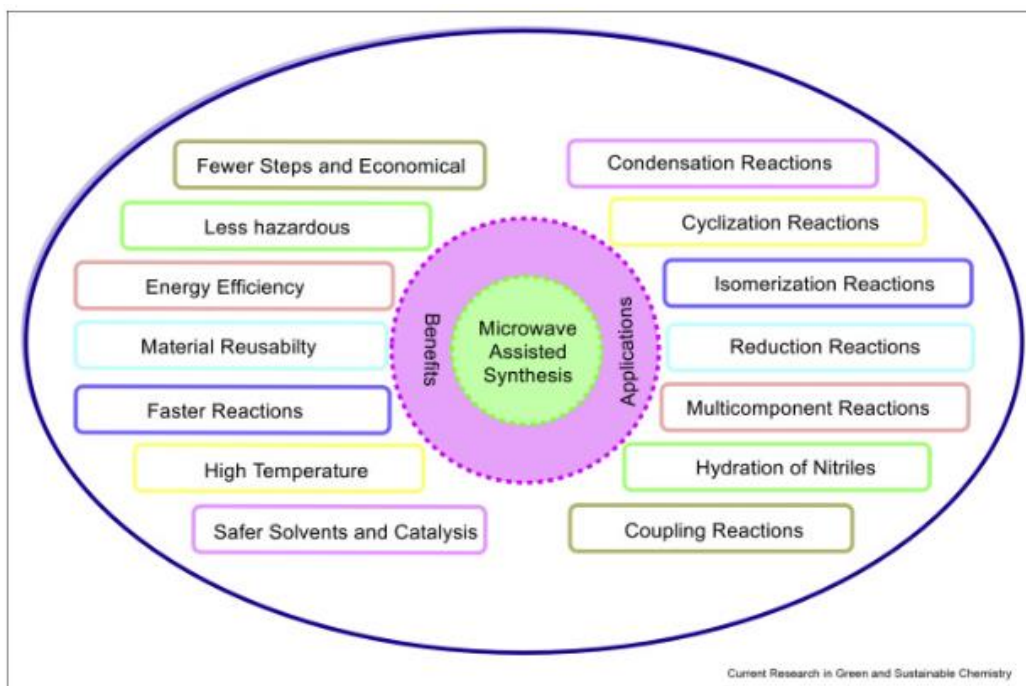 Fewer Steps and Economical
Less hazardous
Energy Efficiency
Material Reusabilty
Faster Reactions
High Temperature
Safer Solvents and Catalysis
Benefits
Microwave
Assisted
Synthesis
Applications
Condensation Reactions
Cyclization Reactions
Isomerization Reactions
Reduction Reactions
Multicomponent Reactions
Hydration of Nitriles
Coupling Reactions
Current Research in Green and Sustainable Chemistry